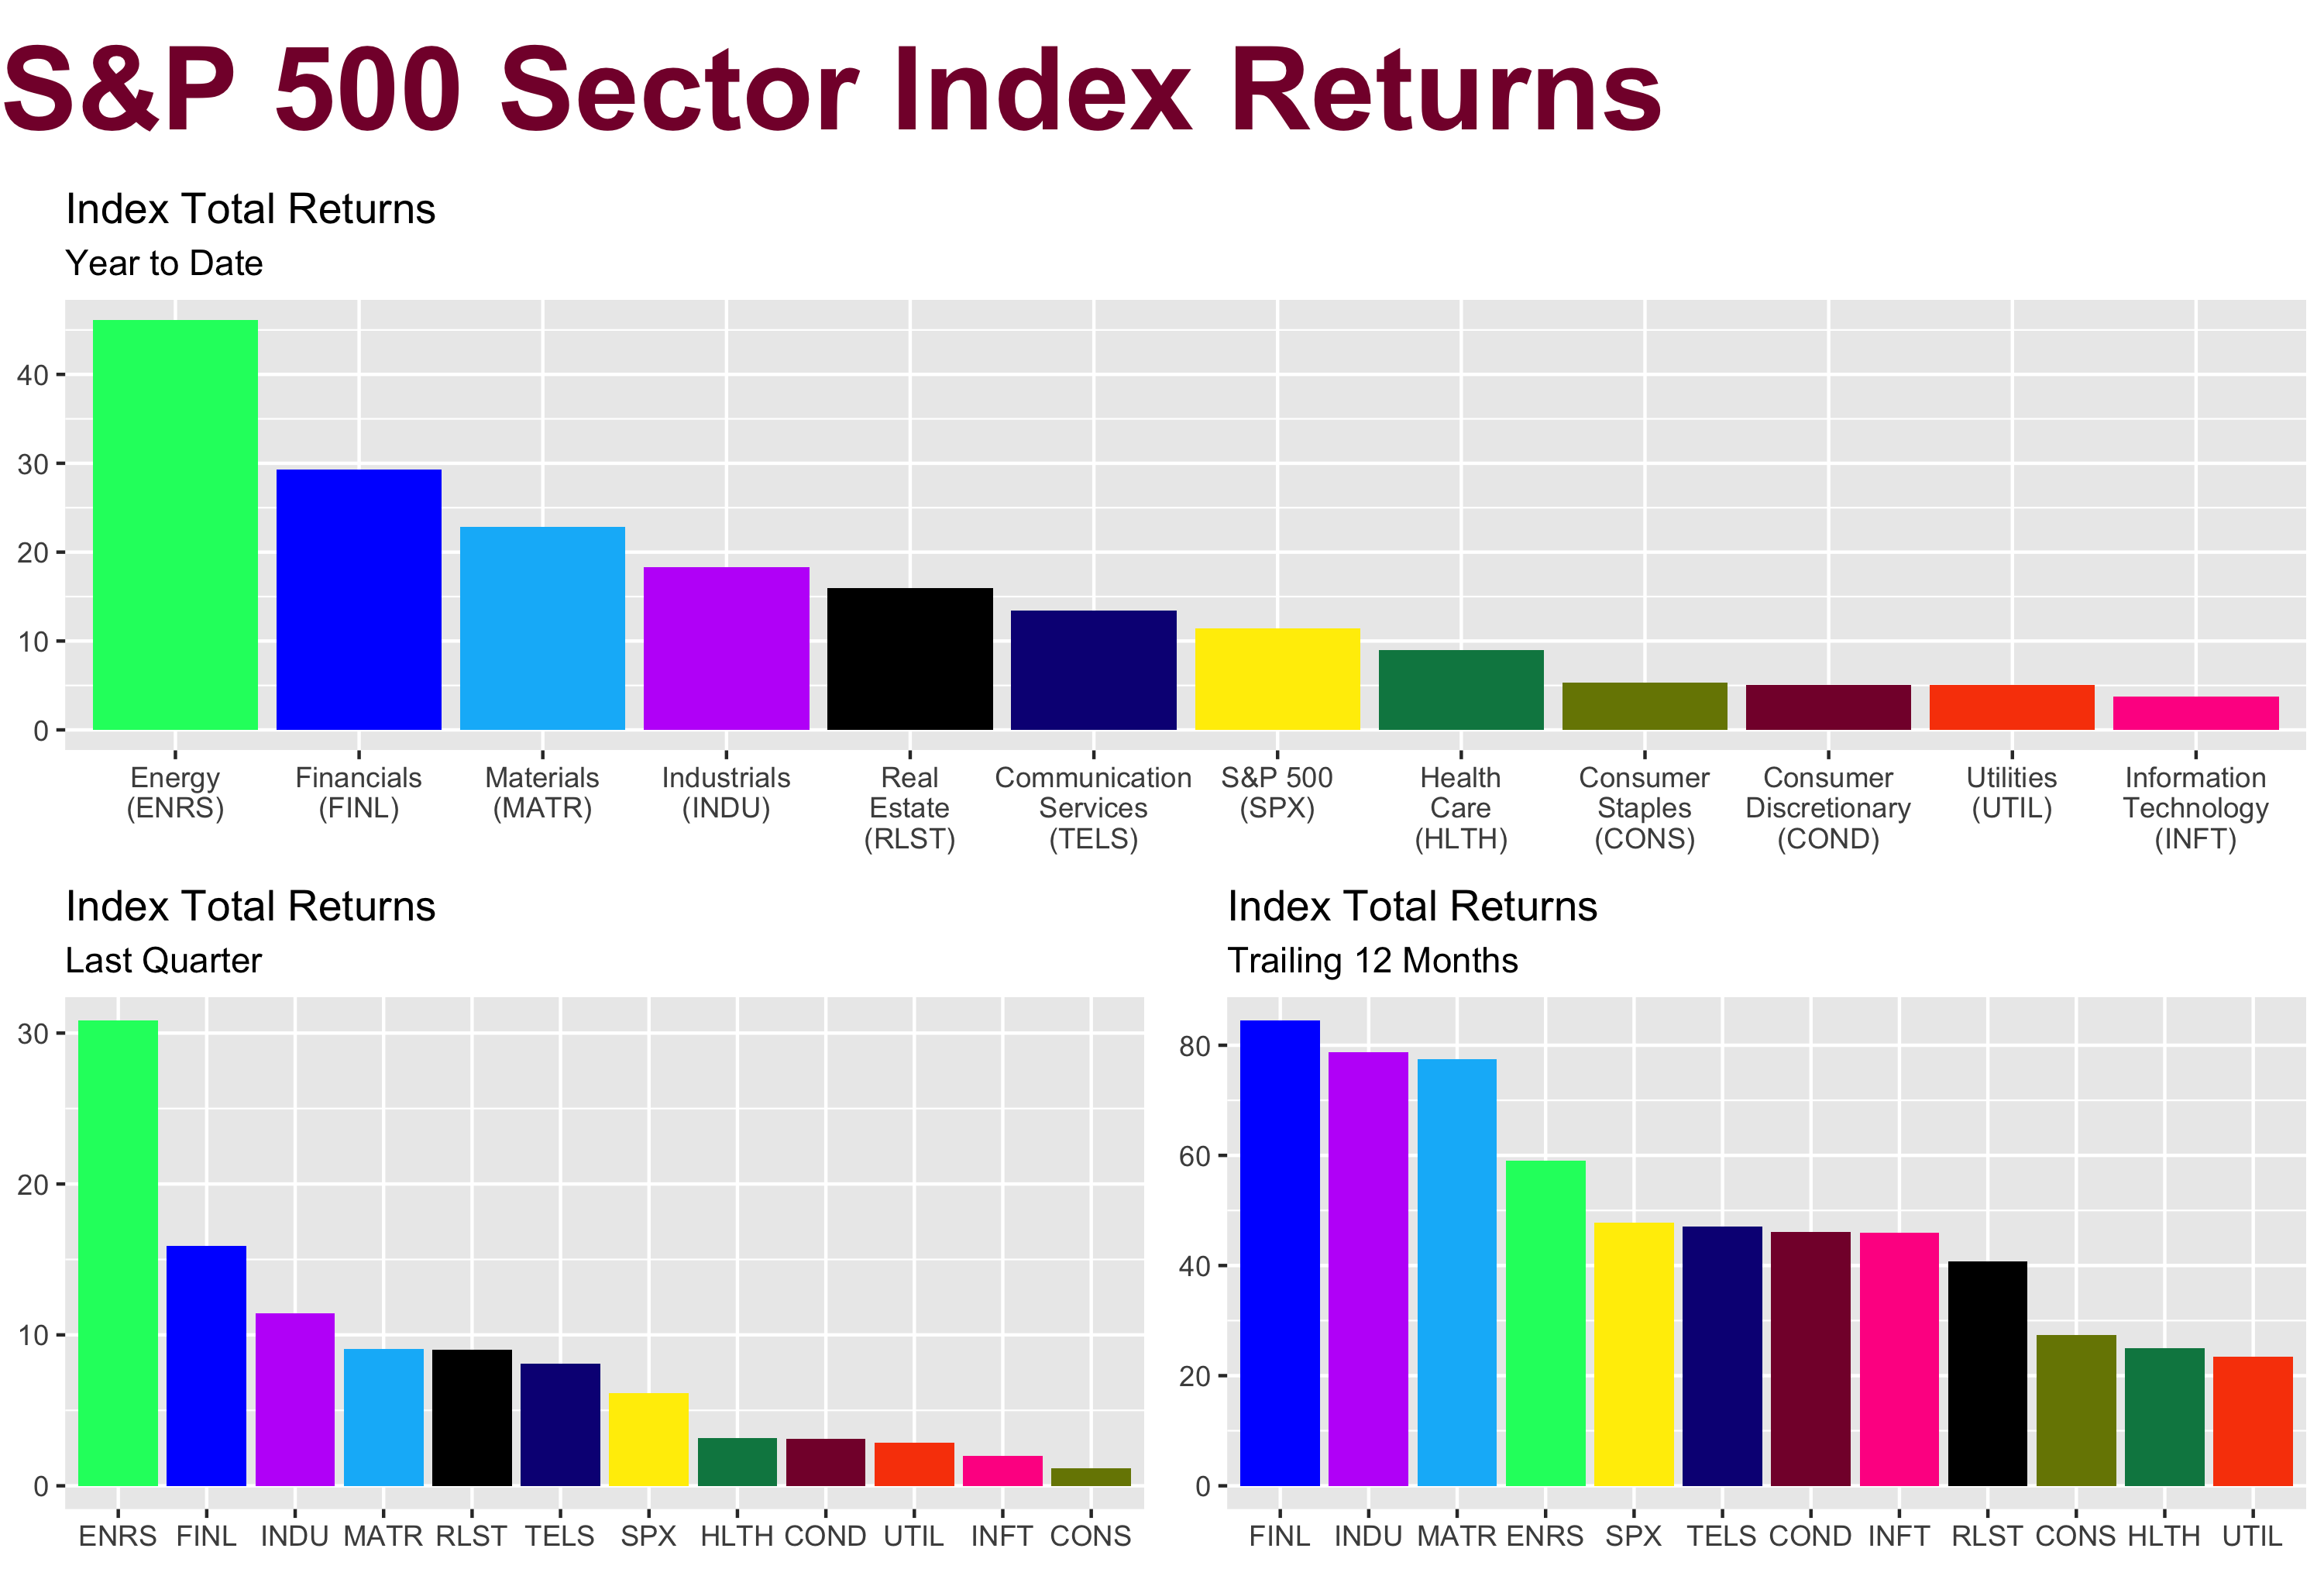 S&P 500 Sector Index Returns
Index Total Returns
Year to Date
40
30
20
10
0
Energy
(ENRS)
Financials
(FINL)
Materials
(MATR)
Industrials
(INDU)
Real
Estate
(RLST)
Communication
Services
(TELS)
S&P 500
(SPX)
Health
Care
(HLTH)
Consumer
Staples
(CONS)
Consumer
Discretionary
(COND)
Utilities
(UTIL)
Information
Technology
(INFT)
Index Total Returns
Last Quarter
30
20
10
0
ENRS FINL INDU MATR RLST TELS SPX HLTH COND UTIL INFT CONS
Index Total Returns
Trailing 12 Months
80
60
40
20
0
FINL INDU MATR ENRS SPX TELS COND INFT RLST CONS HLTH UTIL